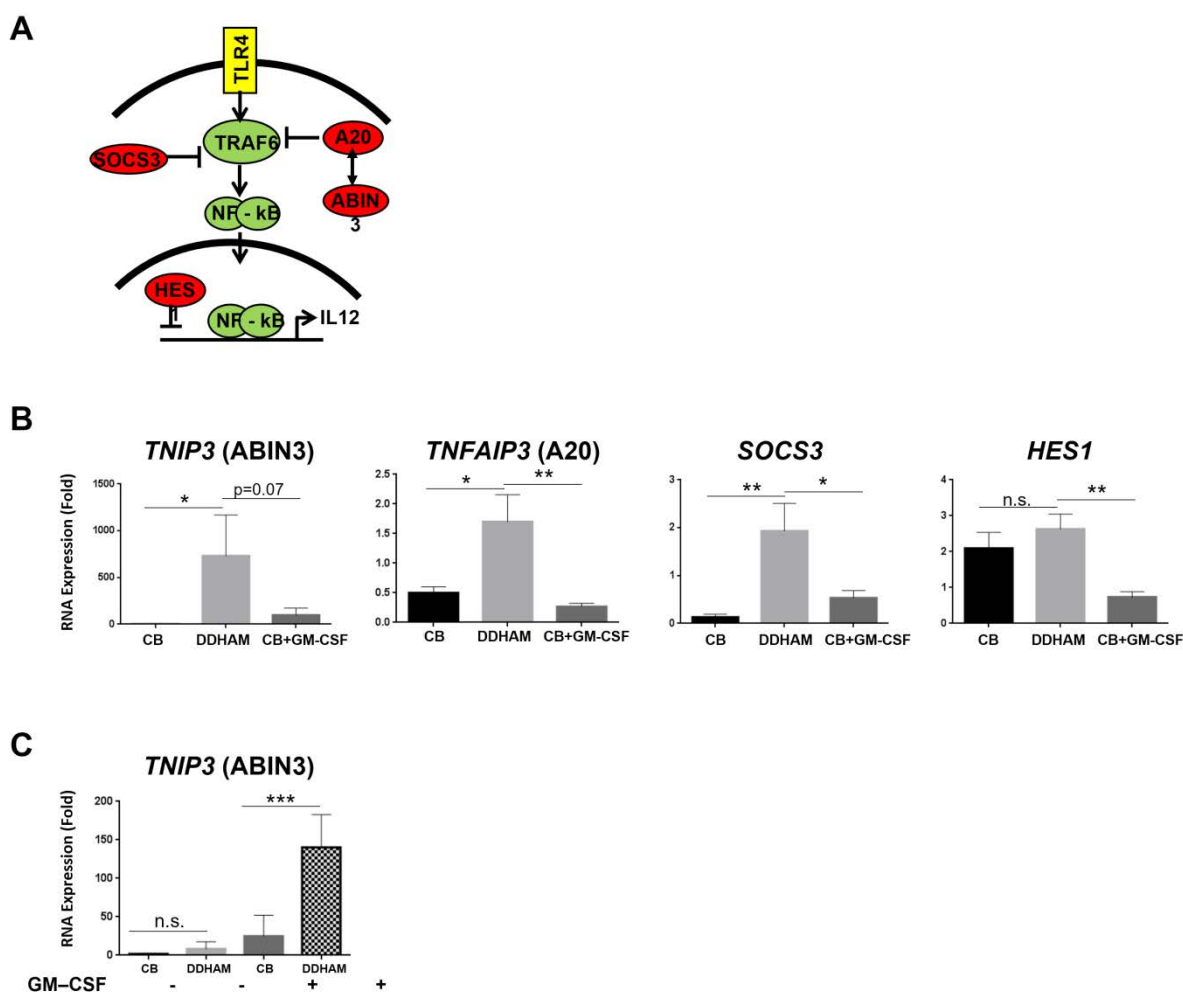 A
TLR4
TRAF6
A20
SOCS3
ABIN
3
NF - kB
HES
1
NF - kB
IL12
B
TNIP3 (ABIN3)
TNFAIP3 (A20)
SOCS3
HES1
RNA Expression (Fold)
1500
1000
500
0
*
p=0.07
CB
DDHAM
CB+GM-CSF
2.5
2.0
1.5
1.0
0.5
0.0
*
**
CB
DDHAM
CB+GM-CSF
3
2
1
0
**
*
CB
DDHAM
CB+GM-CSF
4
3
2
1
0
n.s.
**
CB
DDHAM
CB+GM-CSF
C
TNIP3 (ABIN3)
RNA Expression (Fold)
200
150
100
50
0
n.s.
***
CB DDHAM CB DDHAM
GM–CSF - - + +